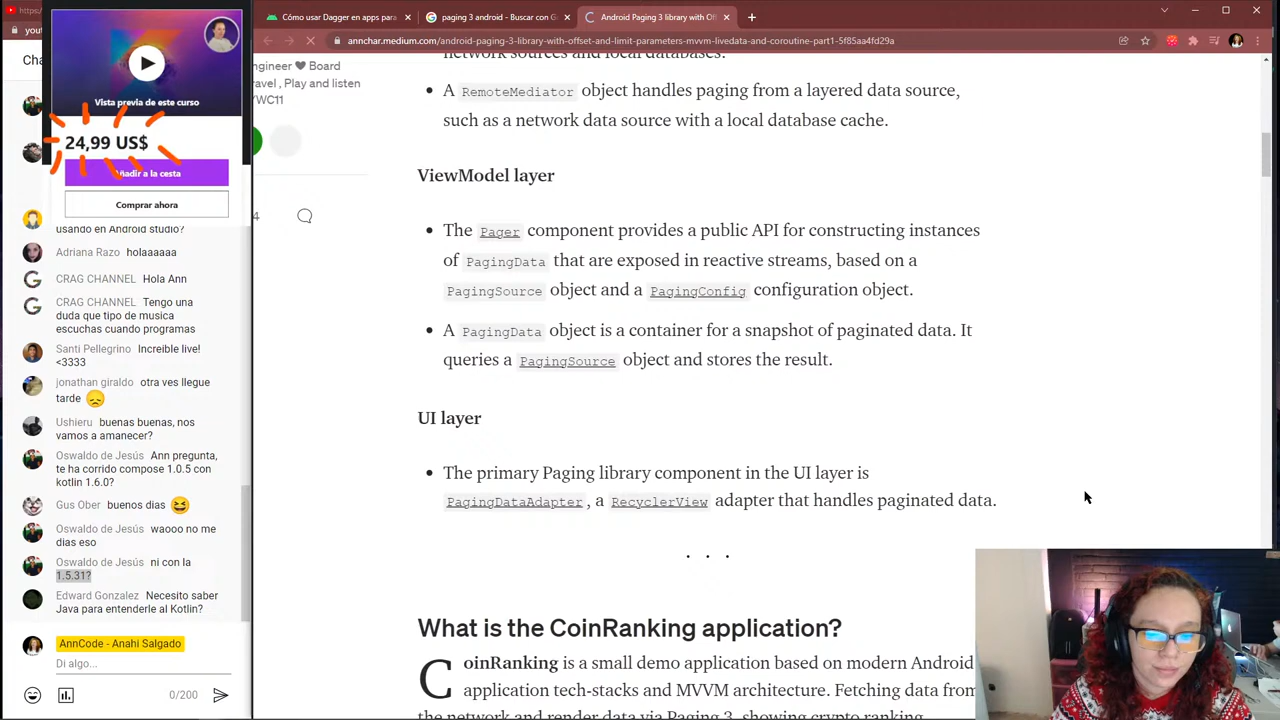 Cómo usar Dagger en apps para
paging 3 android - Buscar con G
Android Paging 3 library with Off
https:/
annchar.medium.com/android-paging-3-library-with-offset-and-limit-parameters-mvvm-livedata-and-coroutine-part1-5f85aa4fd29a
Vista previa de este curso
24,99 US$
Añadir a la cesta
Comprar ahora
usando en Android studio?
Adriana Razo holaaaaaa
CRAG CHANNEL Hola Ann
CRAG CHANNEL Tengo una
duda que tipo de musica
escuchas cuando programas
Santi Pellegrino Increible live!
<3333
jonathan giraldo otra ves llegue
tarde 😞
Ushieru buenas buenas, nos
vamos a amanecer?
Oswaldo de Jesús Ann pregunta,
te ha corrido compose 1.0.5 con
kotlin 1.6.0?
Gus Ober buenos dias 😆
Oswaldo de Jesús waooo no me
dias eso
Oswaldo de Jesús ni con la
1.5.31?
Edward Gonzalez Necesito saber
Java para entenderle al Kotlin?
AnnCode - Anahi Salgado
Di algo...
0/200
ngineer ❤ Board
ravel , Play and listen
/WC11
4
network sources and local databases.
• A RemoteMediator object handles paging from a layered data source,
such as a network data source with a local database cache.
ViewModel layer
• The Pager component provides a public API for constructing instances
of PagingData that are exposed in reactive streams, based on a
PagingSource object and a PagingConfig configuration object.
• A PagingData object is a container for a snapshot of paginated data. It
queries a PagingSource object and stores the result.
UI layer
• The primary Paging library component in the UI layer is
PagingDataAdapter, a RecyclerView adapter that handles paginated data.
. . .
What is the CoinRanking application?
CoinRanking is a small demo application based on modern Android
application tech-stacks and MVVM architecture. Fetching data from
the network and render data via Paging 3, showing crypto ranking